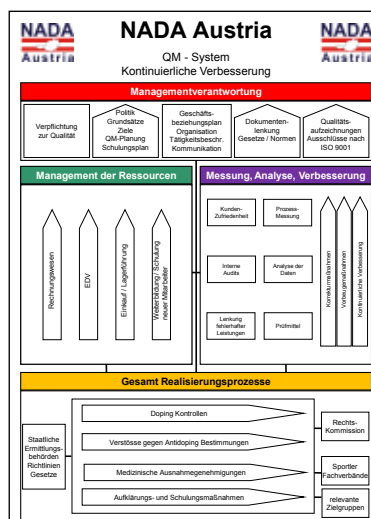 NADA
Austria
NADA Austria
QM - System
Kontinuierliche Verbesserung
NADA
Austria
Managementverantwortung
Verpflichtung
zur Qualität
Politik
Grundsätze
Ziele
QM-Planung
Schulungsplan
Geschäfts-
beziehungsplan
Organisation
Tätigkeitsbeschr.
Kommunikation
Dokumenten-
lenkung
Gesetze / Normen
Qualitäts-
aufzeichnungen
Ausschlüsse nach
ISO 9001
Management der Ressourcen
Rechnungswesen
EDV
Einkauf / Lagerführung
Weiterbildung / Schulung
neuer Mitarbeiter
Messung, Analyse, Verbesserung
Kunden-
Zufriedenheit
Prozess-
Messung
Interne
Audits
Analyse der
Daten
Lenkung
fehlerhafter
Leistungen
Prüfmittel
Korrekturmaßnahmen
Vorbeugemaßnahmen
Kontinuierliche Verbesserung
Gesamt Realisierungsprozesse
Staatliche
Ermittlungs-
behörden
Richtlinien
Gesetze
Doping Kontrollen
Verstösse gegen Antidoping Bestimmungen
Medizinische Ausnahmegenehmigungen
Aufklärungs- und Schulungsmaßnahmen
Rechts-
Kommission
Sportler
Fachverbände
relevante
Zielgruppen